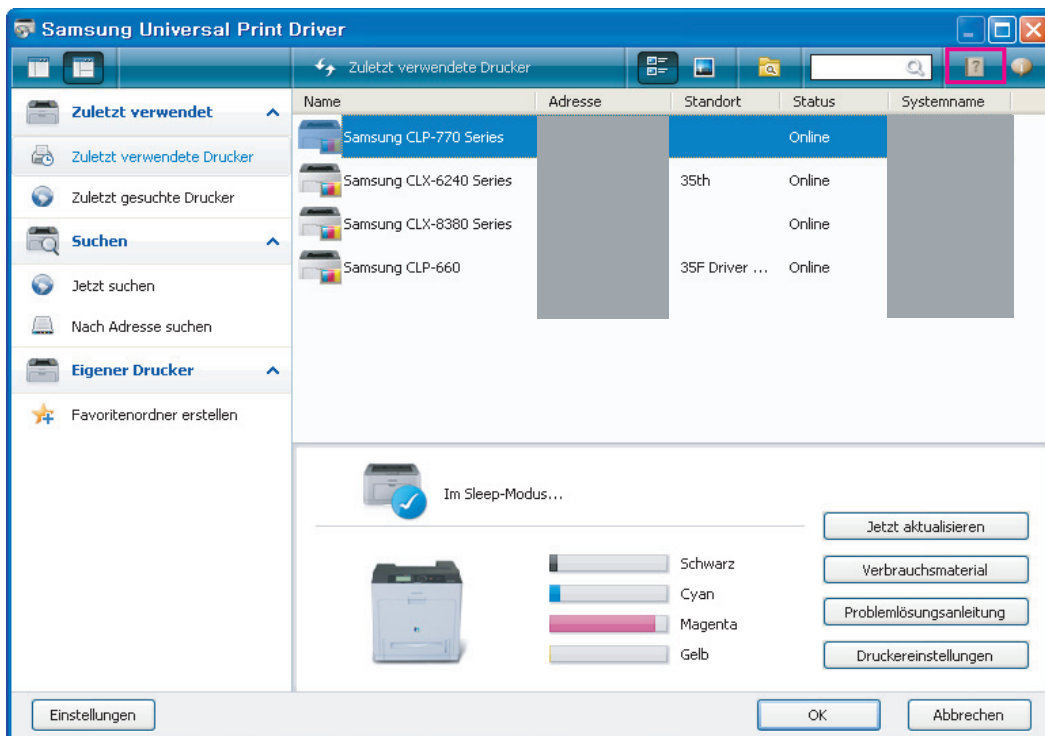 Samsung Universal Print Driver
Zuletzt verwendete Drucker
Zuletzt verwendet
Zuletzt verwendete Drucker
Zuletzt gesuchte Drucker
Suchen
Jetzt suchen
Nach Adresse suchen
Eigener Drucker
Favoritenordner erstellen
Name Adresse Standort Status Systemname
Samsung CLP-770 Series Online
Samsung CLX-6240 Series 35th Online
Samsung CLX-8380 Series Online
Samsung CLP-660 35F Driver ... Online
Im Sleep-Modus...
Schwarz
Cyan
Magenta
Gelb
Jetzt aktualisieren
Verbrauchsmaterial
Problemlösungsanleitung
Druckereinstellungen
Einstellungen
OK
Abbrechen